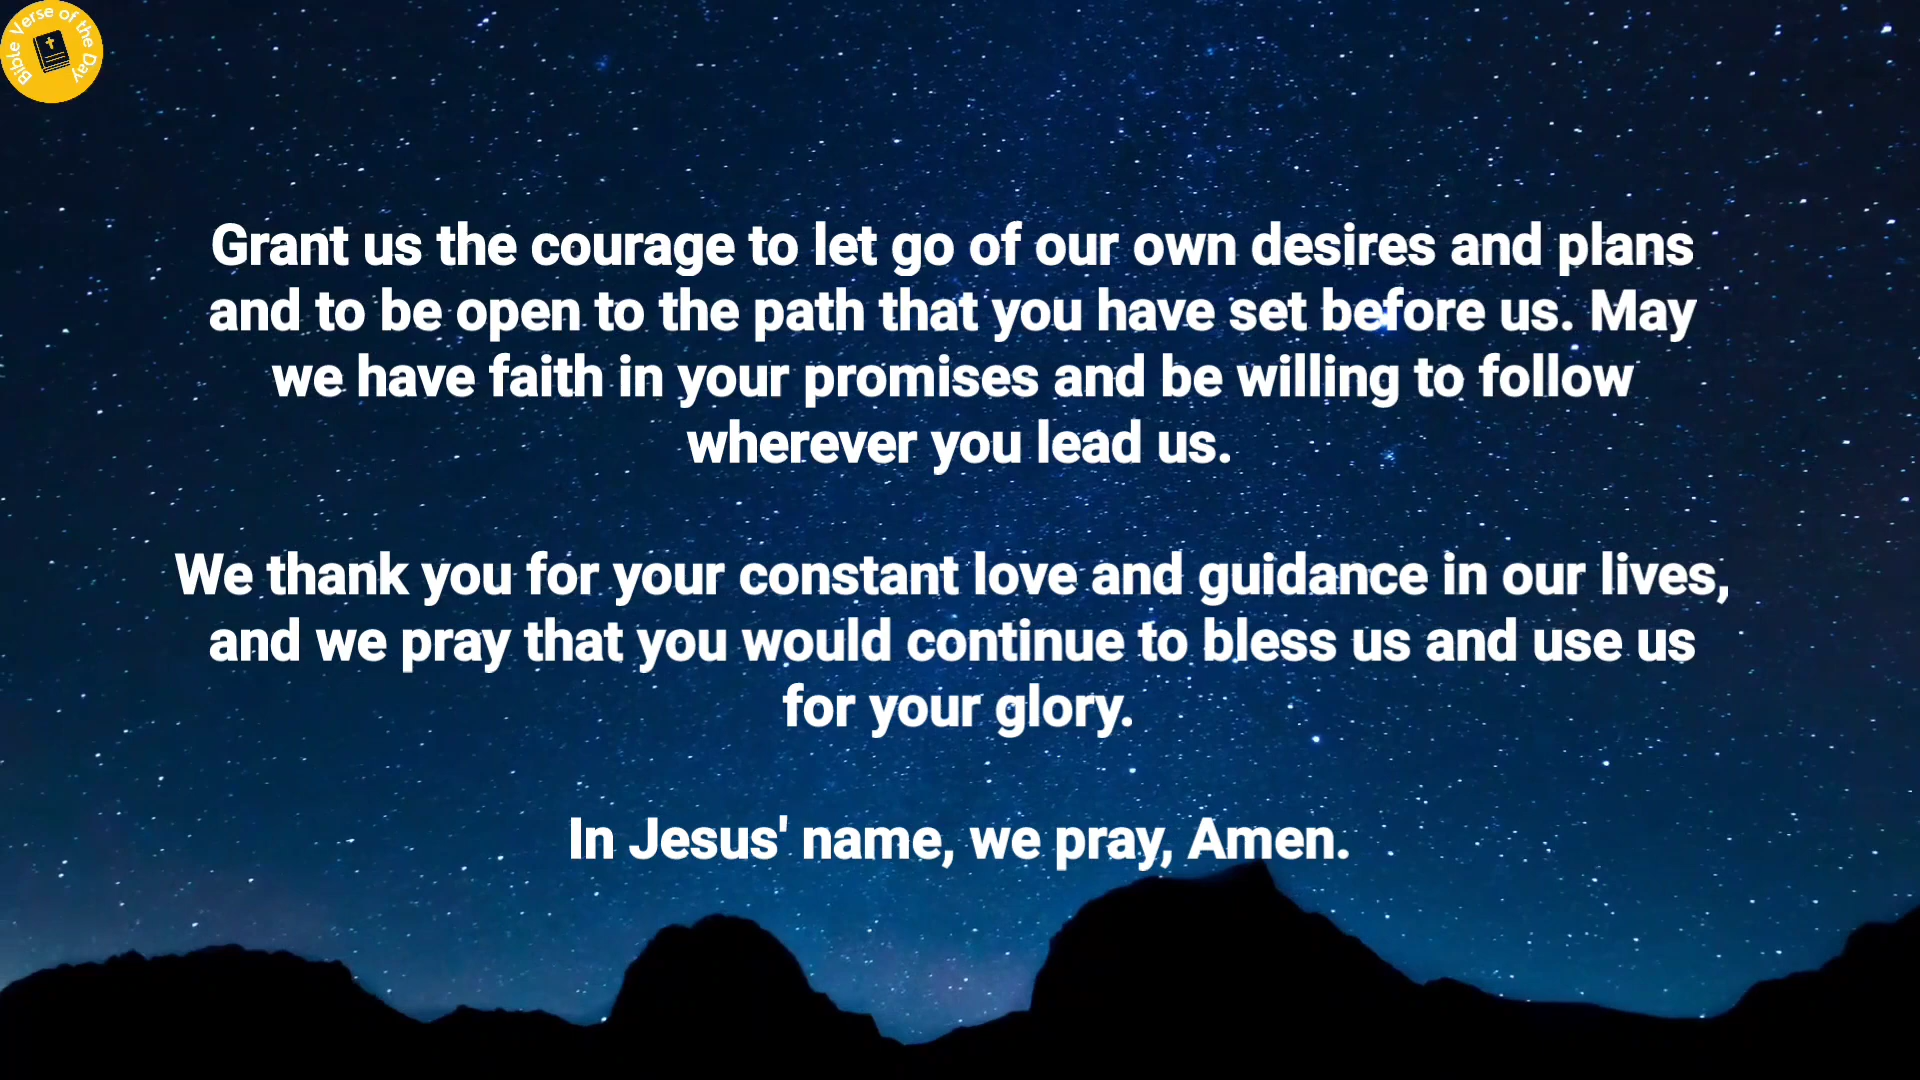 Bible Verse of the Day
Grant us the courage to let go of our own desires and plans
and to be open to the path that you have set before us. May
we have faith in your promises and be willing to follow
wherever you lead us.
We thank you for your constant love and guidance in our lives,
and we pray that you would continue to bless us and use us
for your glory.
In Jesus' name, we pray, Amen.